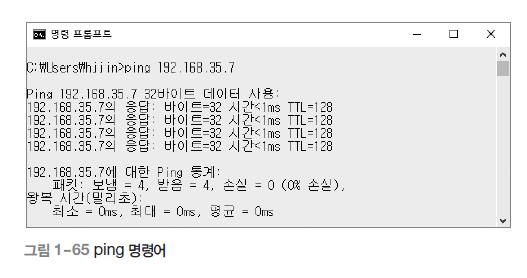 명령 프롬프트
C:₩Users₩hijin>ping 192.168.35.7
Ping 192.168.35.7 32바이트 데이터 사용:
192.168.35.7의 응답: 바이트=32 시간<1ms TTL=128
192.168.35.7의 응답: 바이트=32 시간<1ms TTL=128
192.168.35.7의 응답: 바이트=32 시간<1ms TTL=128
192.168.35.7의 응답: 바이트=32 시간<1ms TTL=128
192.168.35.7에 대한 Ping 통계:
패킷: 보냄 = 4, 받음 = 4, 손실 = 0 (0% 손실),
왕복 시간(밀리초):
최소 = 0ms, 최대 = 0ms, 평균 = 0ms
그림 1-65 ping 명령어